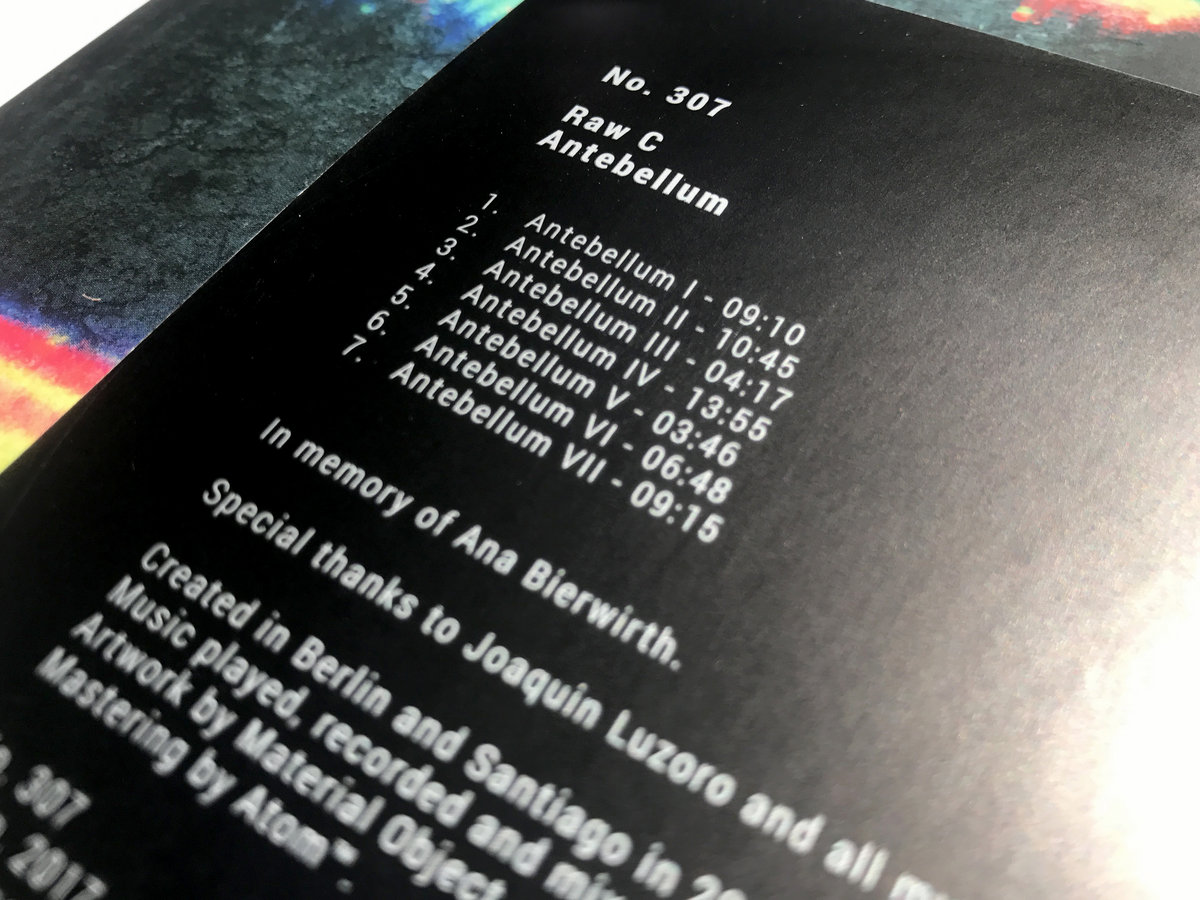 No. 307
Raw C
Antebellum
1. Antebellum I - 09:10
2. Antebellum II - 10:45
3. Antebellum III - 04:17
4. Antebellum IV - 13:55
5. Antebellum V - 03:46
6. Antebellum VI - 06:48
7. Antebellum VII - 09:15
In memory of Ana Bierwirth.
Special thanks to Joaquin Luzoro and all
Created in Berlin and Santiago in
Music played, recorded and
Artwork by Material Object
Mastering by Atom™.
307
2017